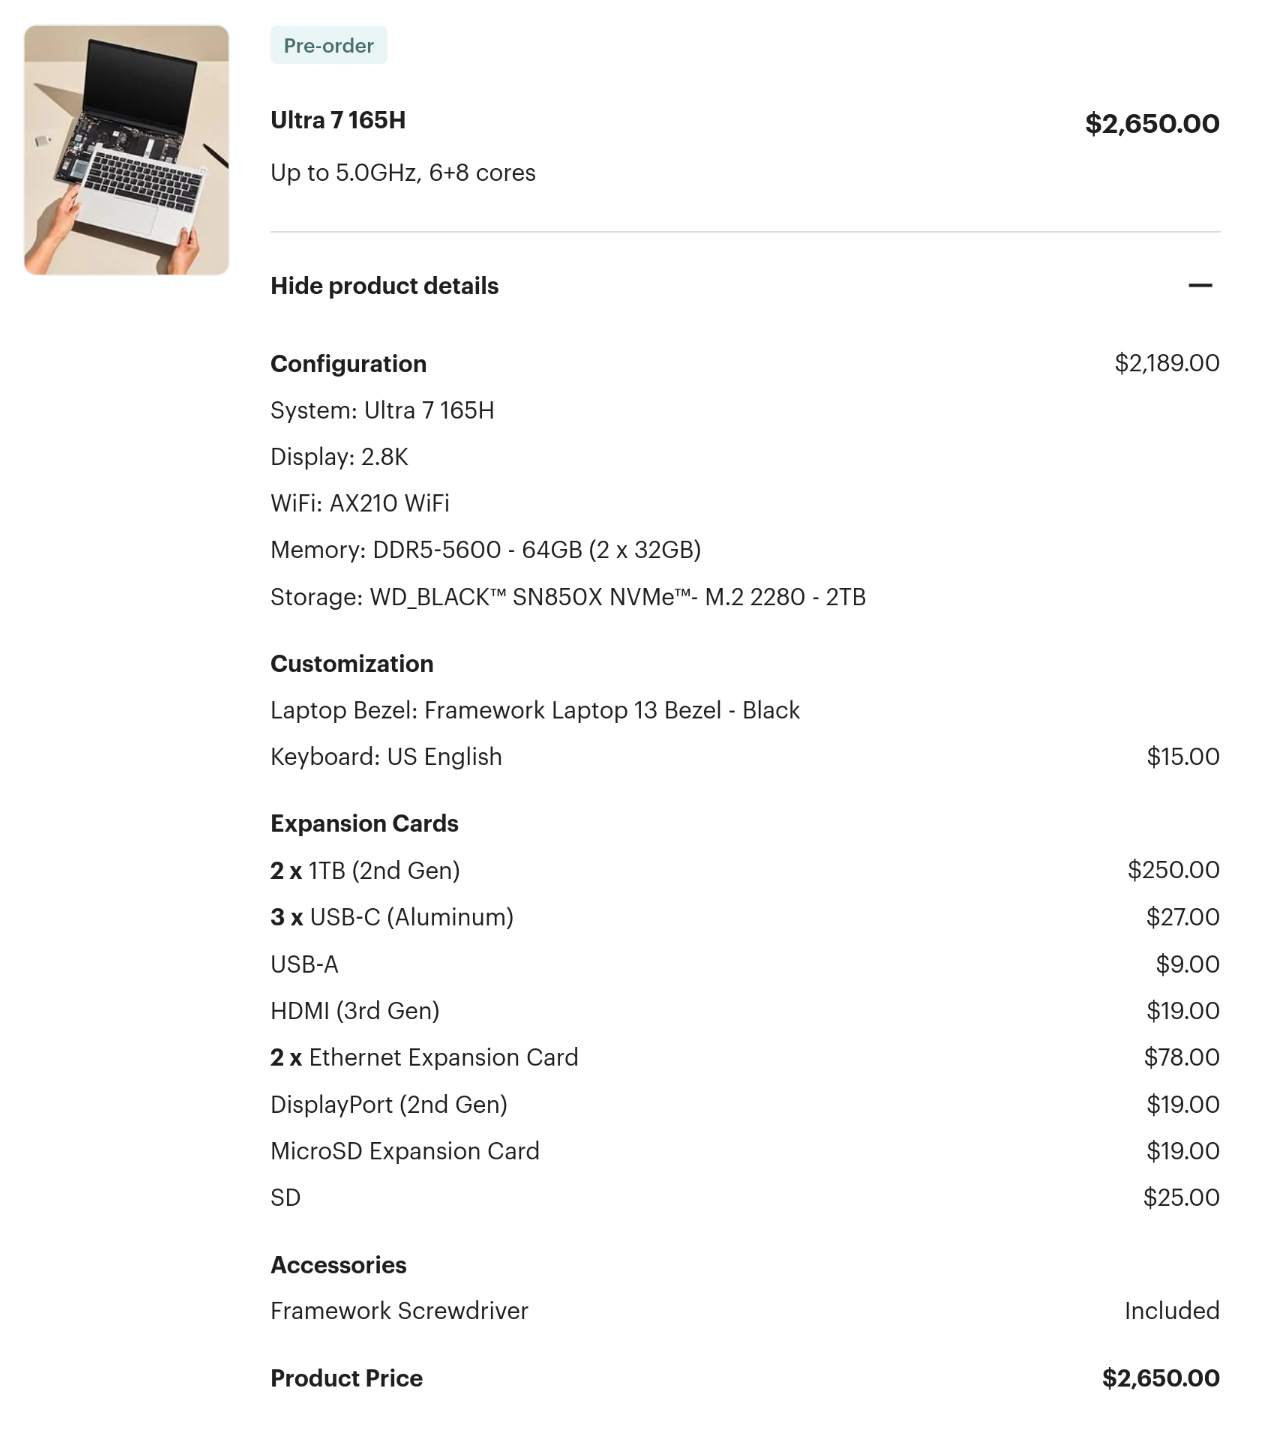 Pre-order
Ultra 7 165H $2,650.00
Up to 5.0GHz, 6+8 cores
Hide product details
Configuration $2,189.00
System: Ultra 7 165H
Display: 2.8K
WiFi: AX210 WiFi
Memory: DDR5-5600 - 64GB (2 x 32GB)
Storage: WD_BLACK™ SN850X NVMe™- M.2 2280 - 2TB
Customization
Laptop Bezel: Framework Laptop 13 Bezel - Black
Keyboard: US English $15.00
Expansion Cards
2 x 1TB (2nd Gen) $250.00
3 x USB-C (Aluminum) $27.00
USB-A $9.00
HDMI (3rd Gen) $19.00
2 x Ethernet Expansion Card $78.00
DisplayPort (2nd Gen) $19.00
MicroSD Expansion Card $19.00
SD $25.00
Accessories
Framework Screwdriver Included
Product Price $2,650.00